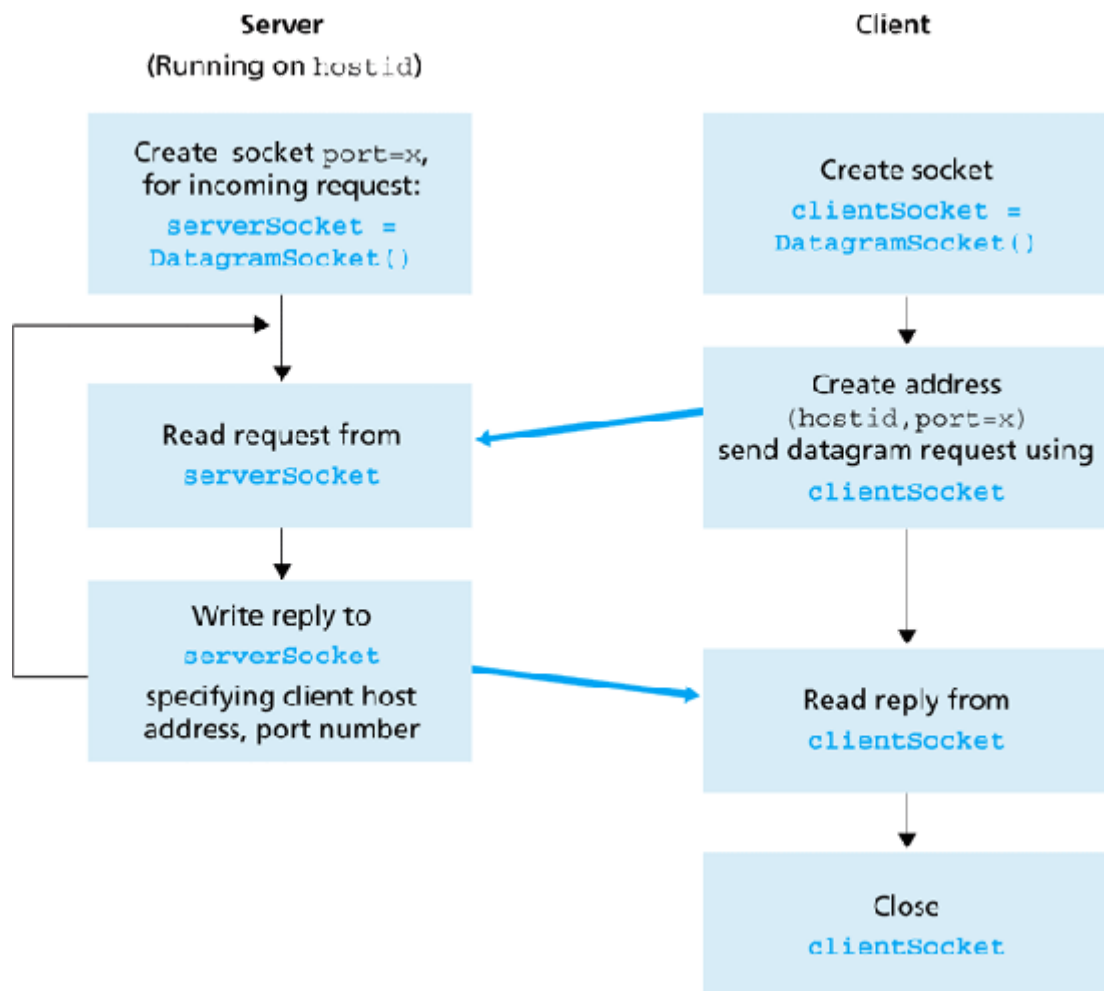 Server
(Running on hostid)
Create socket port=x,
for incoming request:
serverSocket =
DatagramSocket()
Read request from
serverSocket
Write reply to
serverSocket
specifying client host
address, port number
Client
Create socket
clientSocket =
DatagramSocket()
Create address
(hostid,port=x)
send datagram request using
clientSocket
Read reply from
clientSocket
Close
clientSocket